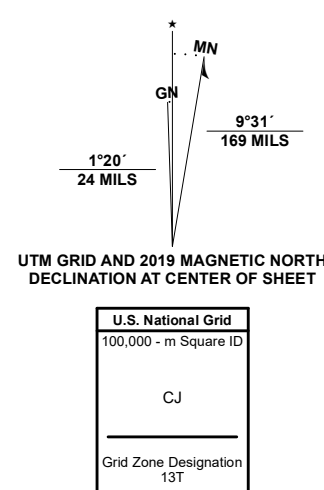 ★
MN
GN
9°31´
169 MILS
1°20´
24 MILS
UTM GRID AND 2019 MAGNETIC NORTH
DECLINATION AT CENTER OF SHEET
U.S. National Grid
100,000 - m Square ID
CJ
Grid Zone Designation
13T